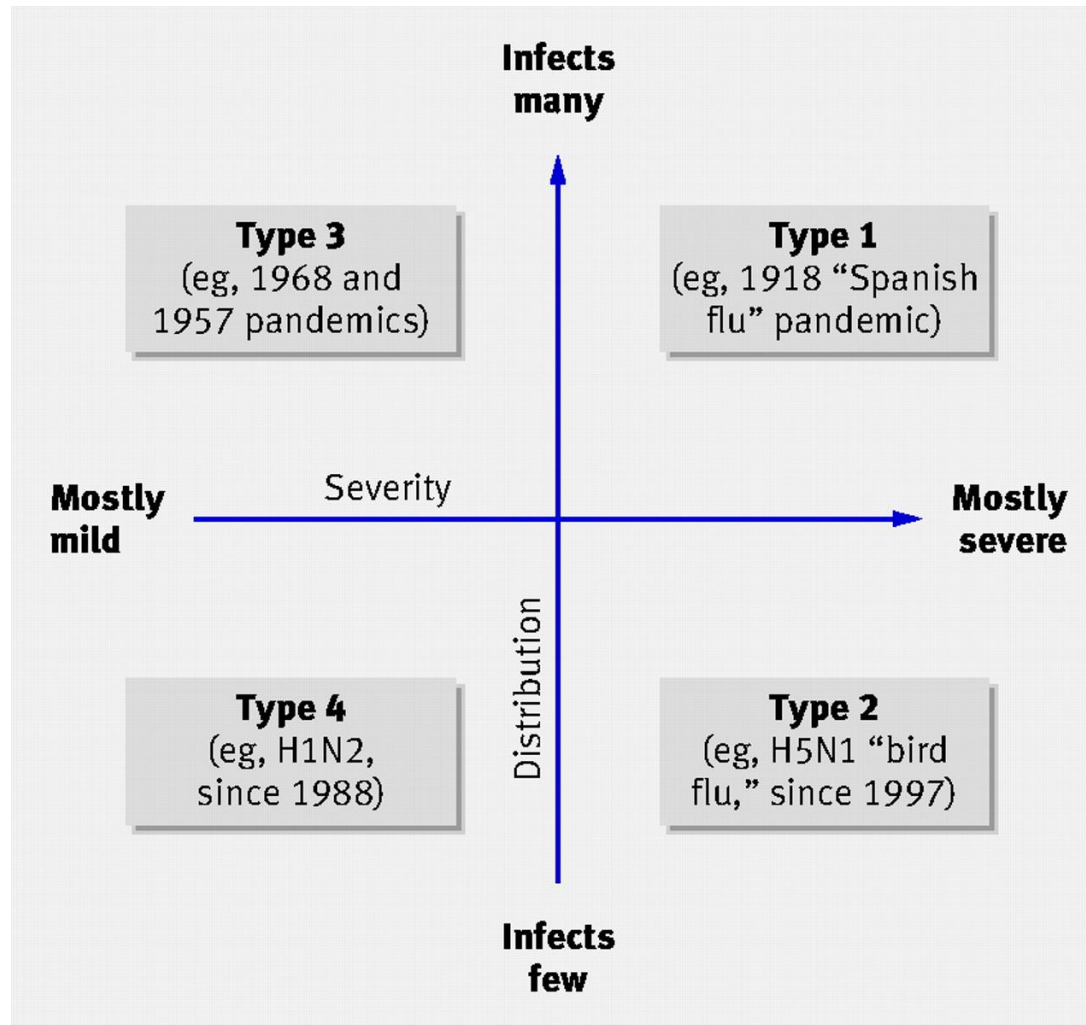 Infects
many
Type 3
(eg, 1968 and
1957 pandemics)
Type 1
(eg, 1918 “Spanish
flu” pandemic)
Mostly
mild
Severity
Mostly
severe
Distribution
Type 4
(eg, H1N2,
since 1988)
Type 2
(eg, H5N1 “bird
flu,” since 1997)
Infects
few